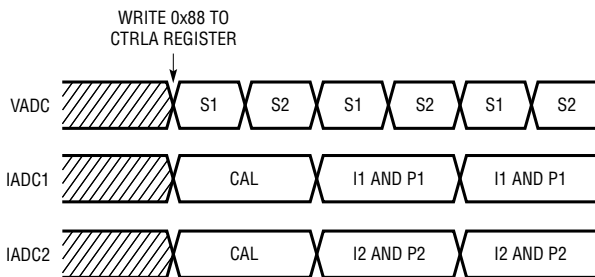 WRITE 0x88 TO
CTRLA REGISTER
VADC S1 S2 S1 S2 S1 S2
IADC1 CAL I1 AND P1 I1 AND P1
IADC2 CAL I2 AND P2 I2 AND P2